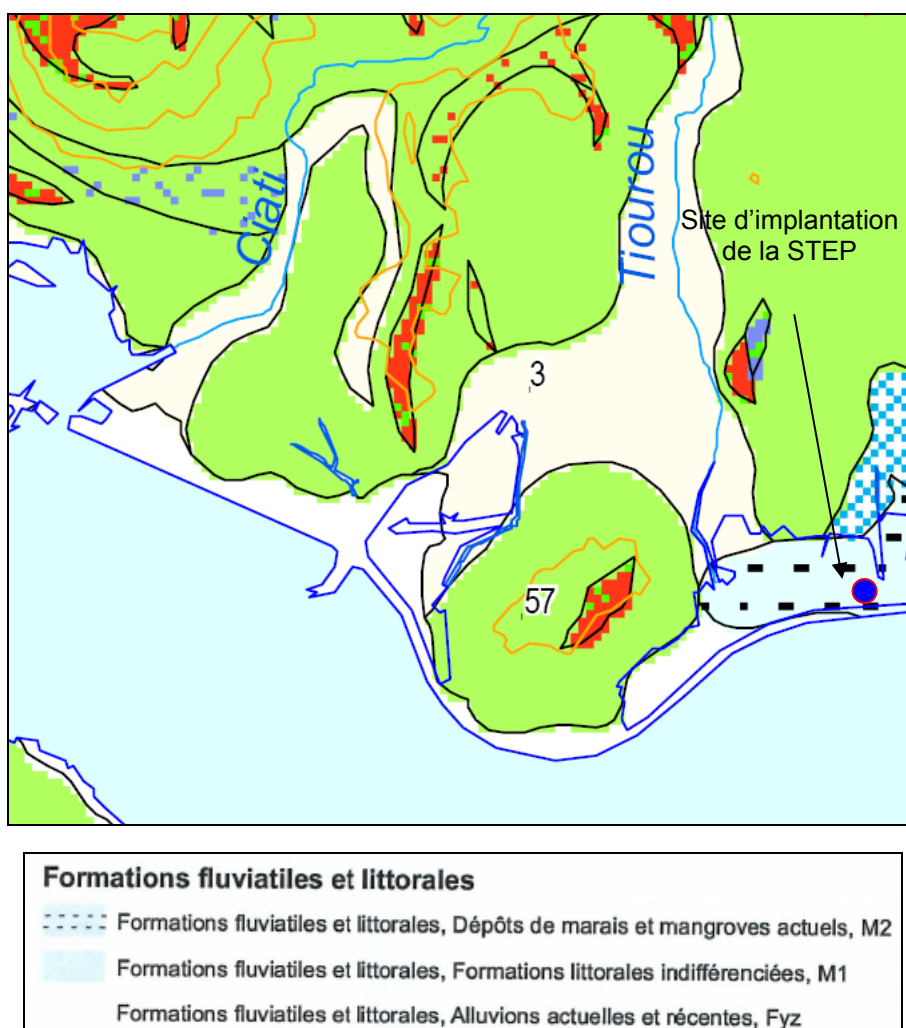 Ciati
Tiourou
Site d'implantation
de la STEP
3
57
Formations fluviatiles et littorales
Formations fluviatiles et littorales, Dépôts de marais et mangroves actuels, M2
Formations fluviatiles et littorales, Formations littorales indifférenciées, M1
Formations fluviatiles et littorales, Alluvions actuelles et récentes, Fyz